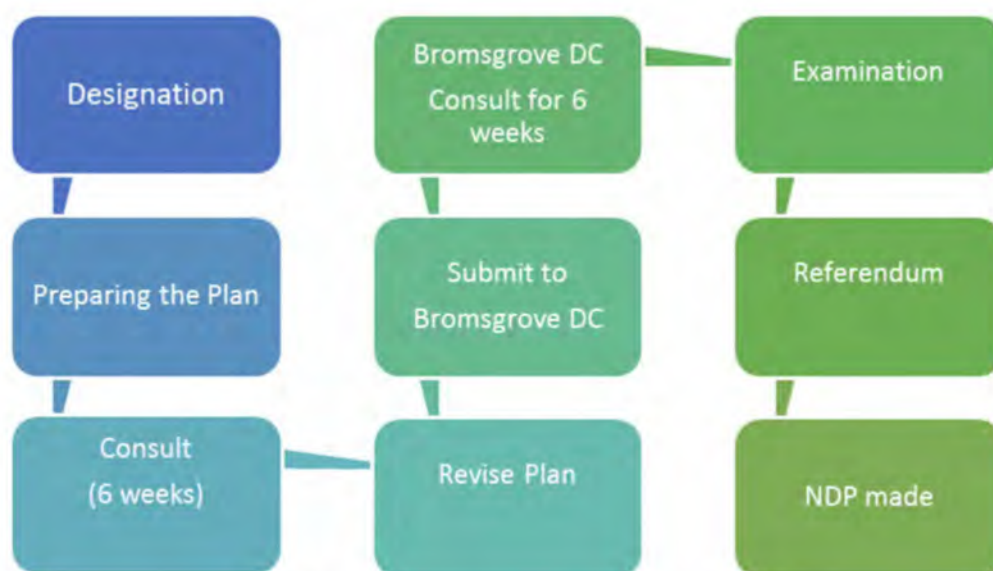 Designation
Preparing the Plan
Consult
(6 weeks)
Revise Plan
Submit to
Bromsgrove DC
Bromsgrove DC
Consult for 6
weeks
Examination
Referendum
NDP made